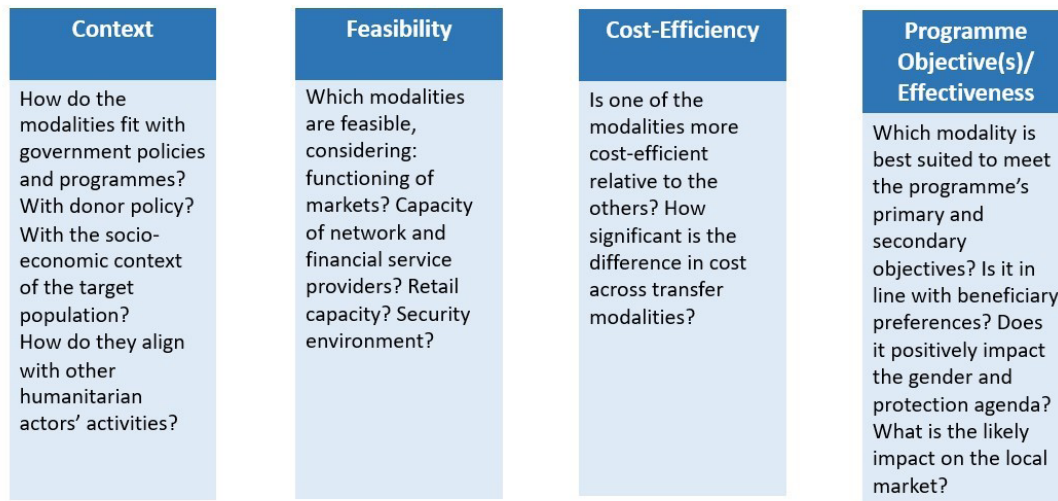 Context
How do the
modalities fit with
government policies
and programmes?
With donor policy?
With the socio-
economic context
of the target
population?
How do they align
with other
humanitarian
actors’ activities?
Feasibility
Which modalities
are feasible,
considering:
functioning of
markets? Capacity
of network and
financial service
providers? Retail
capacity? Security
environment?
Cost-Efficiency
Is one of the
modalities more
cost-efficient
relative to the
others? How
significant is the
difference in cost
across transfer
modalities?
Programme
Objective(s)/
Effectiveness
Which modality is
best suited to meet
the programme’s
primary and
secondary
objectives? Is it in
line with beneficiary
preferences? Does
it positively impact
the gender and
protection agenda?
What is the likely
impact on the local
market?